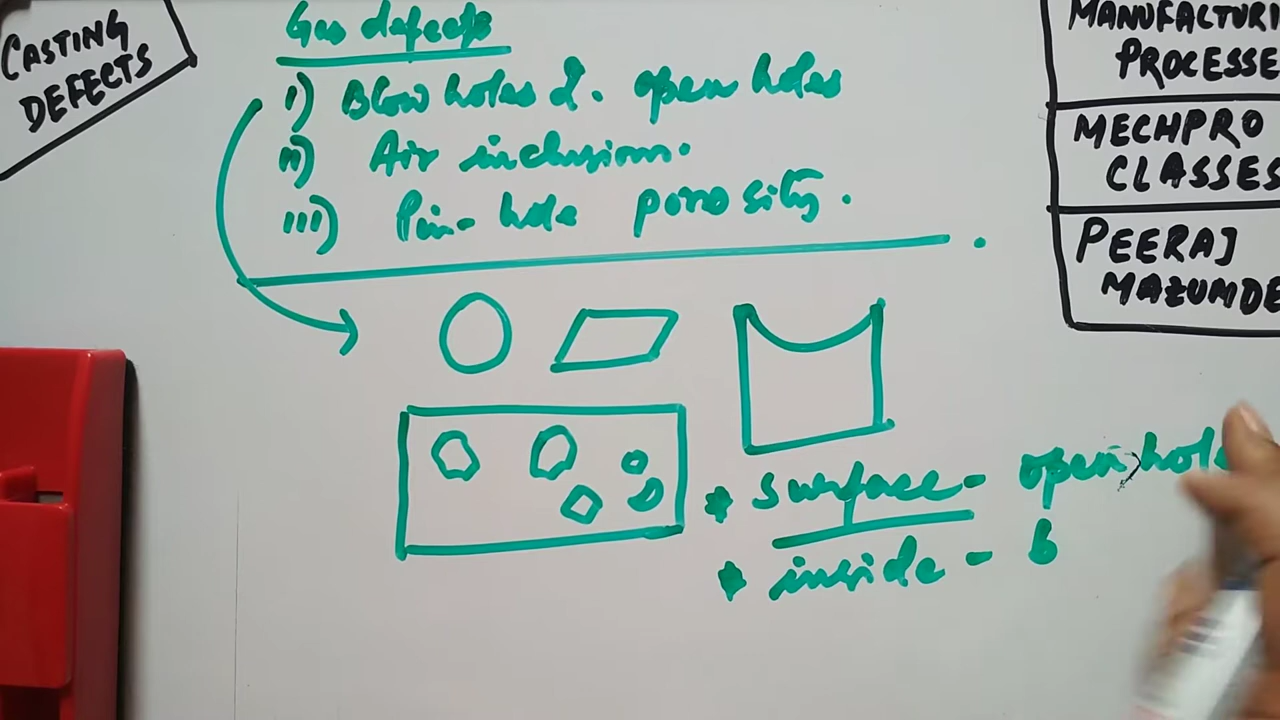 CASTING
DEFECTS
Gas defects
i) Blow holes &. open holes
ii) Air inclusion.
iii) Pin-hole porosity.
* surface - open hole
* inside - b
MANUFACTURI
PROCESSE
MECHPRO
CLASSES
PEERAJ
MAZUMDE